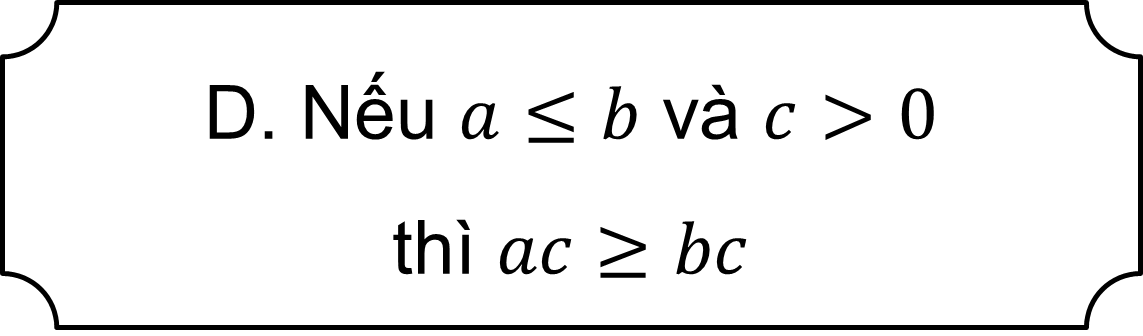 D. Nếu 𝑎 ≤ 𝑏 và 𝑐 > 0
thì 𝑎𝑐 ≥ 𝑏𝑐